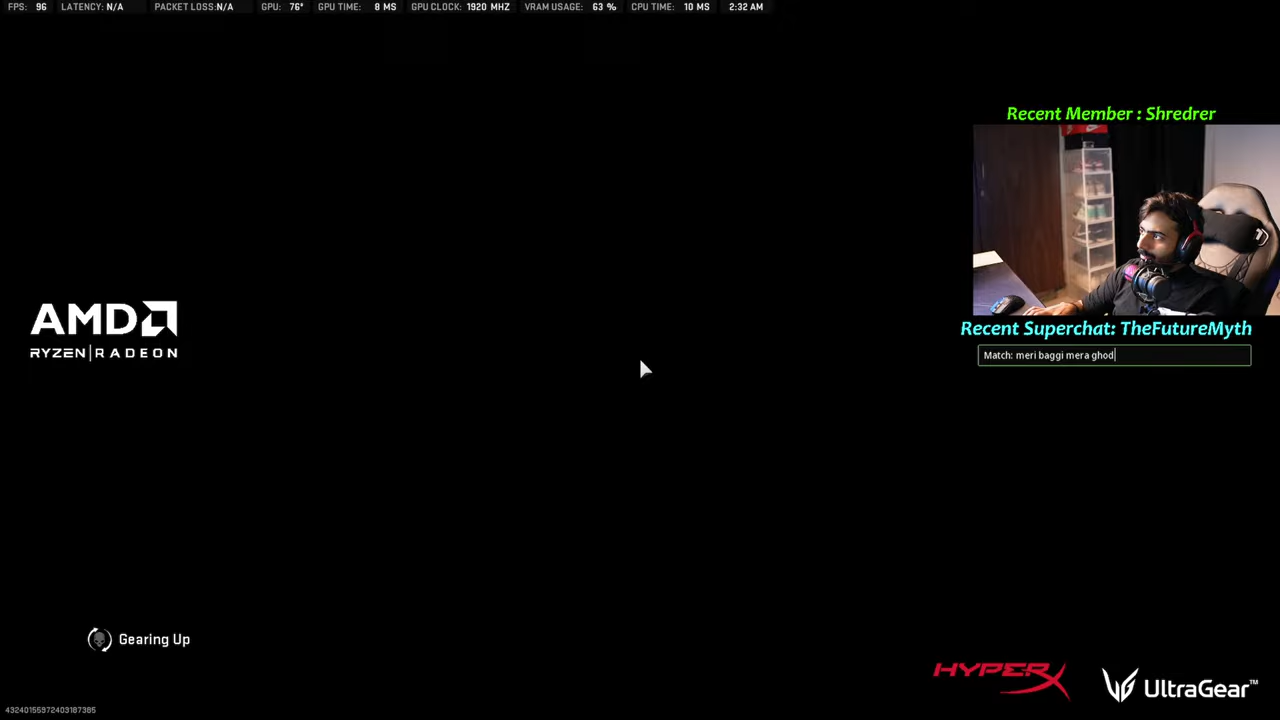 FPS: 96 LATENCY: N/A PACKET LOSS:N/A GPU: 76° GPU TIME: 8 MS GPU CLOCK: 1920 MHZ VRAM USAGE: 63 % CPU TIME: 10 MS 2:32 AM
Recent Member : Shredrer
Recent Superchat: TheFutureMyth
Match: meri baggi mera ghod
AMD
RYZEN|RADEON
Gearing Up
HYPERX
UltraGear™
43240155972403187385